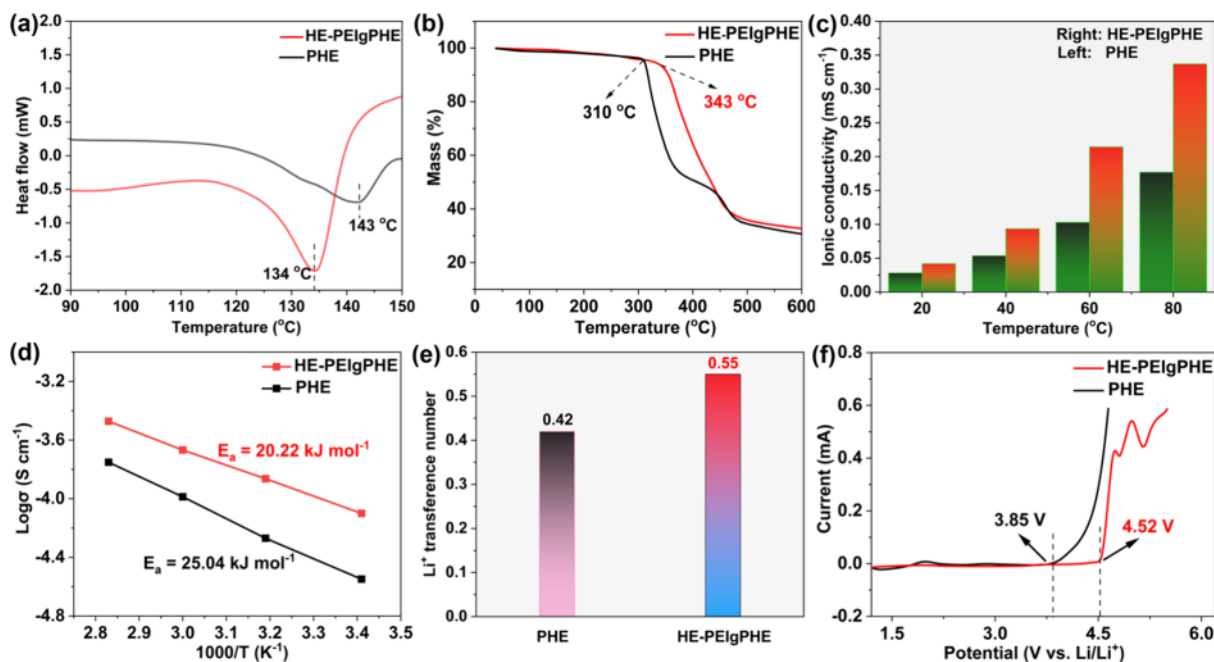 (a)
HE-PEIgPHE
PHE
134 °C
143 °C
Heat flow (mW)
2.0
1.5
1.0
0.5
0.0
-0.5
-1.0
-1.5
-2.0
90 100 110 120 130 140 150
Temperature (°C)
(b)
HE-PEIgPHE
PHE
310 °C
343 °C
Mass (%)
100
80
60
40
20
0 100 200 300 400 500 600
Temperature (°C)
(c)
Right: HE-PEIgPHE
Left: PHE
Ionic conductivity (mS cm⁻¹)
0.40
0.35
0.30
0.25
0.20
0.15
0.10
0.05
0.00
20 40 60 80
Temperature (°C)
(d)
HE-PEIgPHE
PHE
Eₐ = 20.22 kJ mol⁻¹
Eₐ = 25.04 kJ mol⁻¹
Logσ (S cm⁻¹)
-3.2
-3.6
-4.0
-4.4
-4.8
2.8 2.9 3.0 3.1 3.2 3.3 3.4 3.5
1000/T (K⁻¹)
(e)
0.42
0.55
Li⁺ transference number
0.6
0.5
0.4
0.3
0.2
0.1
0.0
PHE HE-PEIgPHE
(f)
HE-PEIgPHE
PHE
3.85 V
4.52 V
Current (mA)
0.8
0.6
0.4
0.2
0.0
-0.2
1.5 3.0 4.5 6.0
Potential (V vs. Li/Li⁺)